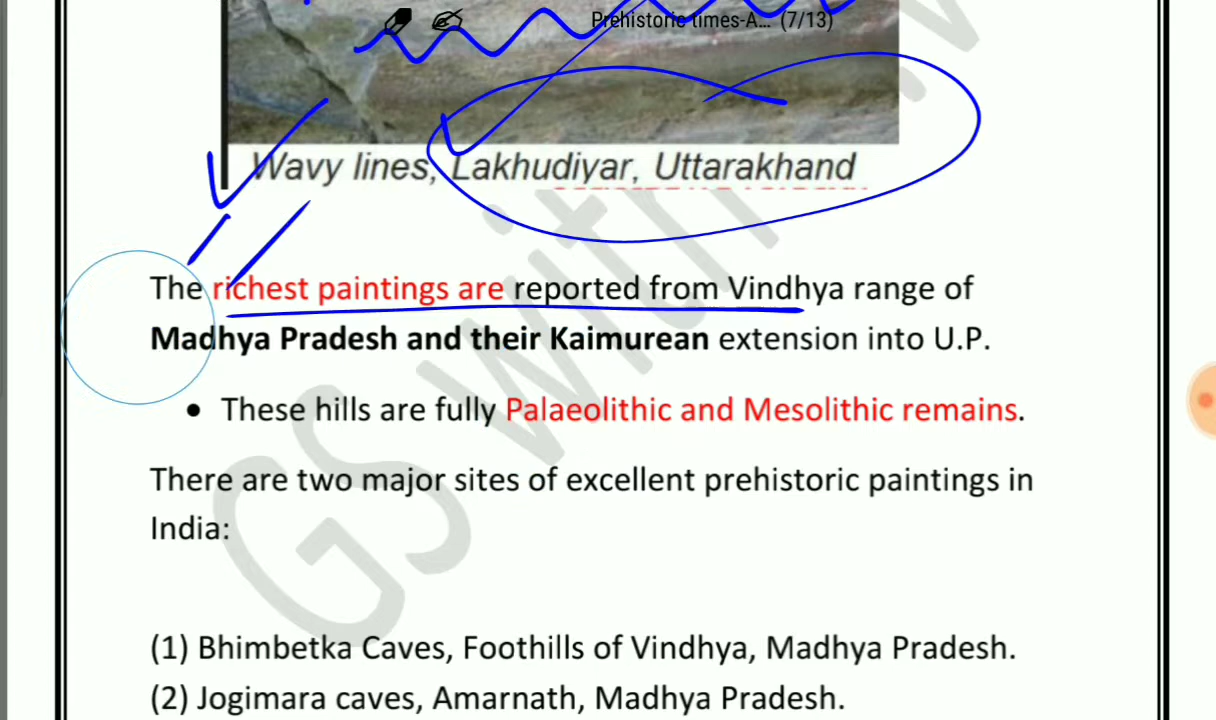 Prehistoric times-A... (7/13)
Wavy lines, Lakhudiyar, Uttarakhand
The richest paintings are reported from Vindhya range of
Madhya Pradesh and their Kaimurean extension into U.P.
• These hills are fully Palaeolithic and Mesolithic remains.
There are two major sites of excellent prehistoric paintings in
India:
(1) Bhimbetka Caves, Foothills of Vindhya, Madhya Pradesh.
(2) Jogimara caves, Amarnath, Madhya Pradesh.
GS with